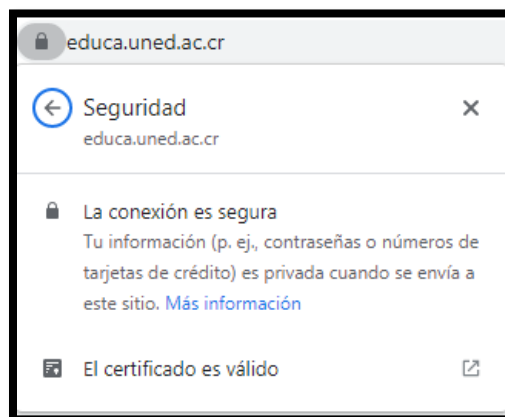 educa.uned.ac.cr
Seguridad
educa.uned.ac.cr
La conexión es segura
Tu información (p. ej., contraseñas o números de
tarjetas de crédito) es privada cuando se envía a
este sitio. Más información
El certificado es válido